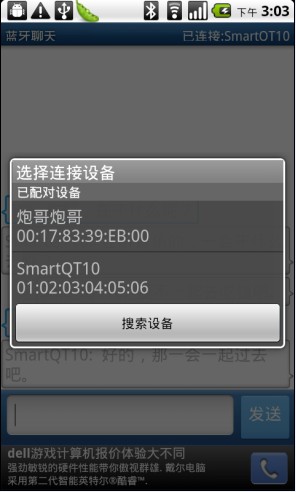 下午 3:03
蓝牙聊天
已连接:SmartQT10
选择连接设备
已配对设备
炮哥炮哥
00:17:83:39:EB:00
SmartQT10
01:02:03:04:05:06
搜索设备
SmartQT10: 好的，那一会一起过去
吧。
发送
dell游戏计算机报价体验大不同
强劲敏锐的硬件性能带你傲视群雄. 戴尔电脑
采用第二代智能英特尔®酷睿™.